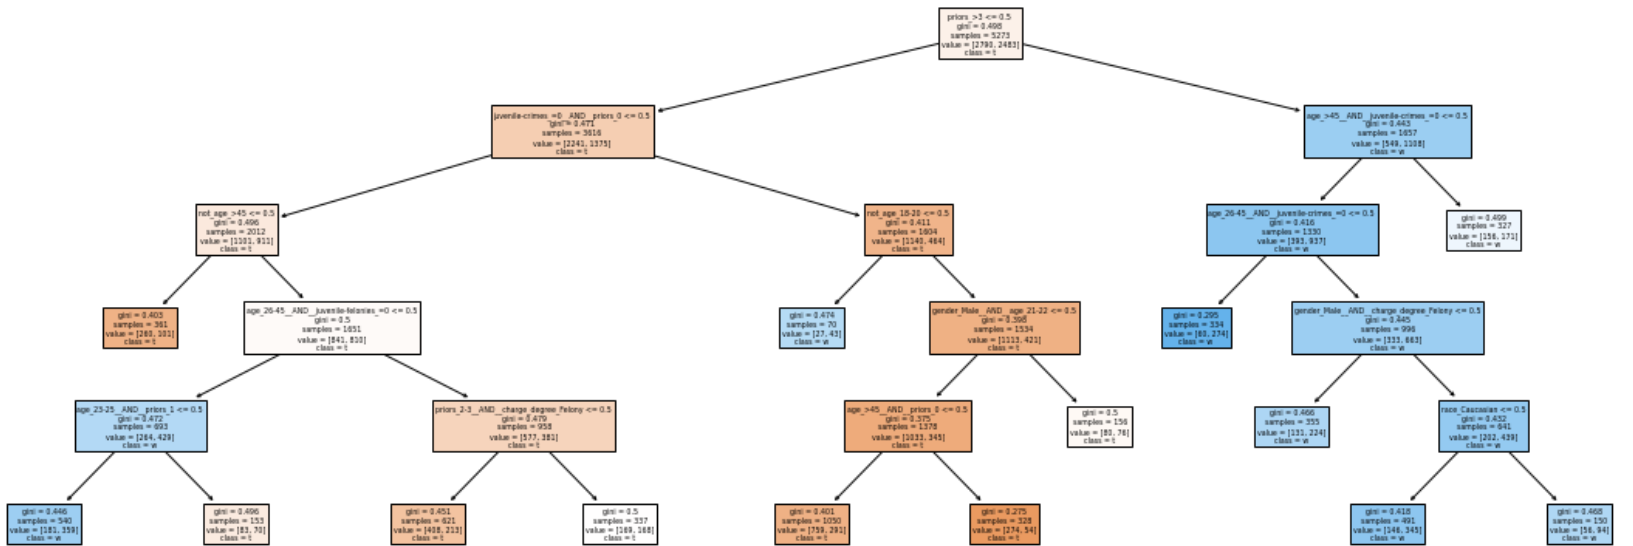 priors_>3 <= 0.5
gini = 0.498
samples = 5273
value = [2790, 2483]
class = t
juvenile-crimes_=0__AND__priors_0 <= 0.5
gini = 0.471
samples = 3616
value = [2241, 1375]
class = t
age_>45__AND__juvenile-crimes_=0 <= 0.5
gini = 0.443
samples = 1657
value = [549, 1108]
class = w
not_age_>45 <= 0.5
gini = 0.496
samples = 2012
value = [1101, 911]
class = t
not_age_18-20 <= 0.5
gini = 0.411
samples = 1604
value = [1140, 464]
class = t
age_26-45__AND__juvenile-crimes_=0 <= 0.5
gini = 0.416
samples = 1330
value = [393, 937]
class = w
gini = 0.499
samples = 327
value = [156, 171]
class = w
gini = 0.403
samples = 361
value = [260, 101]
class = t
age_26-45__AND__juvenile-felonies_=0 <= 0.5
gini = 0.5
samples = 1651
value = [841, 810]
class = t
gini = 0.474
samples = 70
value = [27, 43]
class = w
gender_Male__AND__age_21-22 <= 0.5
gini = 0.398
samples = 1534
value = [1113, 421]
class = t
gini = 0.295
samples = 334
value = [60, 274]
class = w
gender_Male__AND__charge_degree_Felony <= 0.5
gini = 0.445
samples = 996
value = [333, 663]
class = w
age_23-25__AND__priors_1 <= 0.5
gini = 0.472
samples = 693
value = [264, 429]
class = w
priors_2-3__AND__charge_degree_Felony <= 0.5
gini = 0.479
samples = 958
value = [577, 381]
class = t
age_>45__AND__priors_0 <= 0.5
gini = 0.375
samples = 1378
value = [1033, 345]
class = t
gini = 0.5
samples = 156
value = [80, 76]
class = t
gini = 0.466
samples = 355
value = [131, 224]
class = w
race_Caucasian <= 0.5
gini = 0.432
samples = 641
value = [202, 439]
class = w
gini = 0.446
samples = 540
value = [181, 359]
class = w
gini = 0.496
samples = 153
value = [83, 70]
class = t
gini = 0.451
samples = 621
value = [408, 213]
class = t
gini = 0.5
samples = 337
value = [169, 168]
class = t
gini = 0.401
samples = 1050
value = [759, 291]
class = t
gini = 0.275
samples = 328
value = [274, 54]
class = t
gini = 0.418
samples = 491
value = [146, 345]
class = w
gini = 0.468
samples = 150
value = [56, 94]
class = w